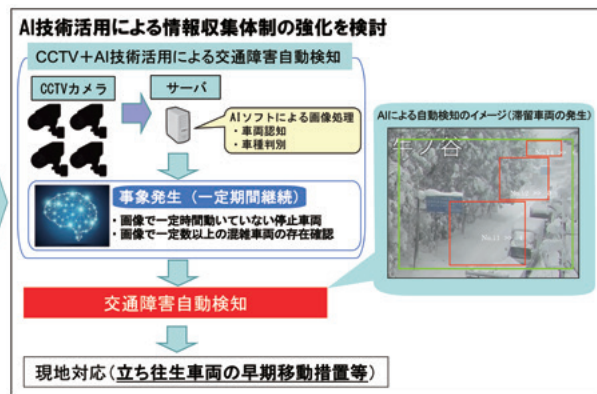 AI技術活用による情報収集体制の強化を検討
CCTV+AI技術活用による交通障害自動検知
CCTVカメラ
サーバ
AIソフトによる画像処理
・車両認知
・車種判別
事象発生（一定期間継続）
・画像で一定時間動いていない停止車両
・画像で一定数以上の混雑車両の存在確認
交通障害自動検知
現地対応（立ち往生車両の早期移動措置等）
AIによる自動検知のイメージ（滞留車両の発生）
牛ノ谷